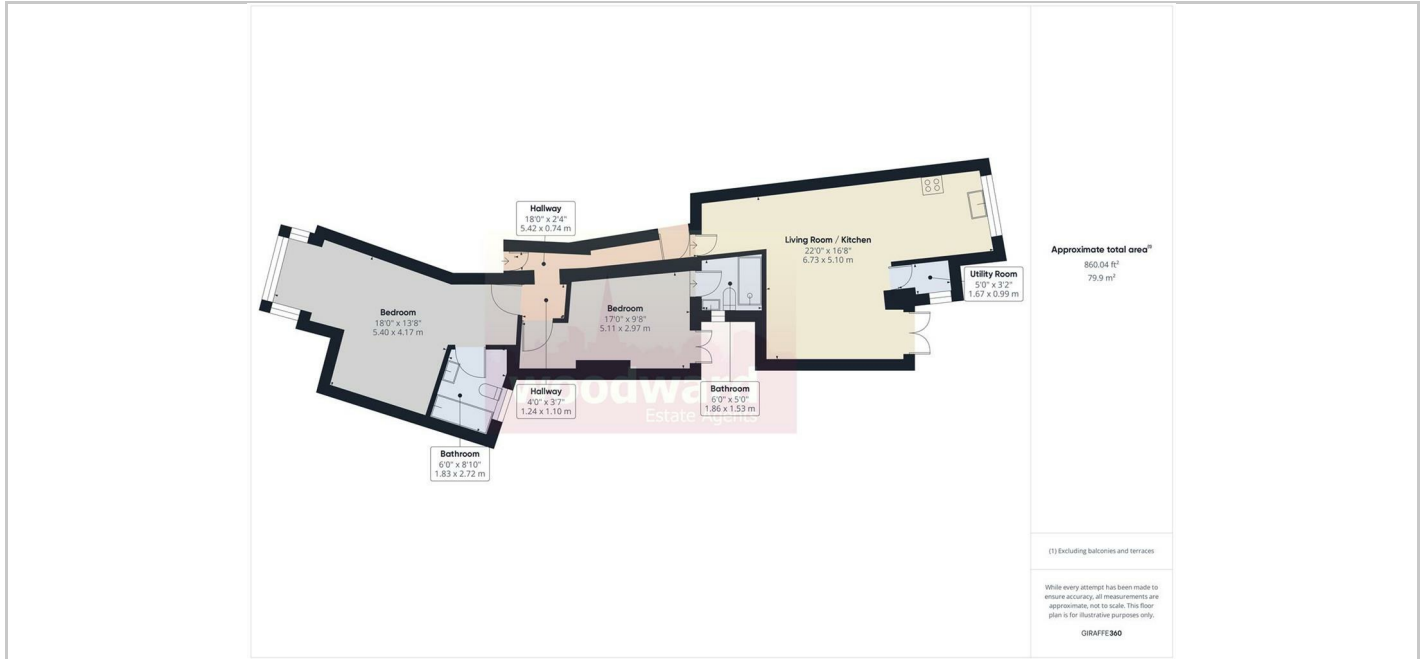 Hallway
18'0" x 2'4"
5.42 x 0.74 m
Living Room / Kitchen
22'0" x 16'8"
6.73 x 5.10 m
Utility Room
5'0" x 3'2"
1.67 x 0.99 m
Bedroom
18'0" x 13'8"
5.40 x 4.17 m
Bedroom
17'0" x 9'8"
5.11 x 2.97 m
Hallway
4'0" x 3'7"
1.24 x 1.10 m
Bathroom
6'0" x 5'0"
1.86 x 1.53 m
Bathroom
6'0" x 8'10"
1.83 x 2.72 m
woodward
Estate Agents
Approximate total area⁽¹⁾
860.04 ft²
79.9 m²
(1) Excluding balconies and terraces
While every attempt has been made to
ensure accuracy, all measurements are
approximate, not to scale. This floor
plan is for illustrative purposes only.
GIRAFFE360